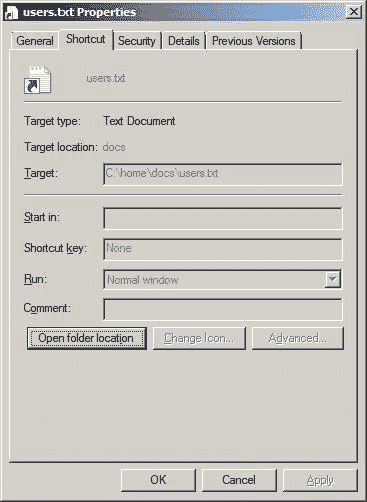 users.txt Properties
General Shortcut Security Details Previous Versions
users.txt
Target type: Text Document
Target location: docs
Target: C:\home\docs\users.txt
Start in:
Shortcut key: None
Run: Normal window
Comment:
Open folder location Change Icon... Advanced...
OK Cancel Apply